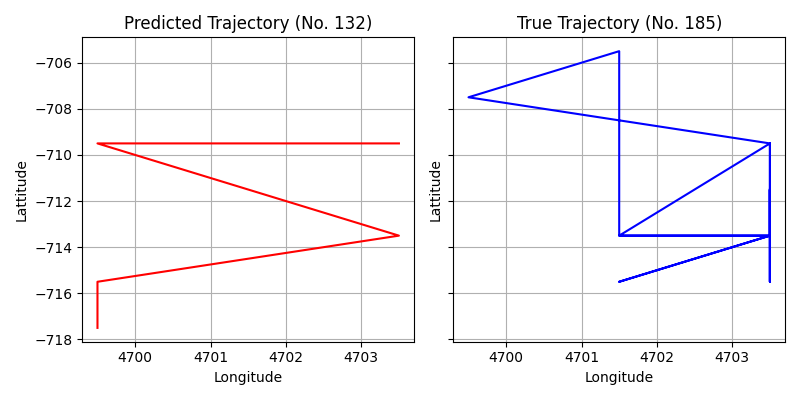 Predicted Trajectory (No. 132)
True Trajectory (No. 185)
Lattitude
−706
−708
−710
−712
−714
−716
−718
4700
4701
4702
4703
Longitude
Lattitude
4700
4701
4702
4703
Longitude